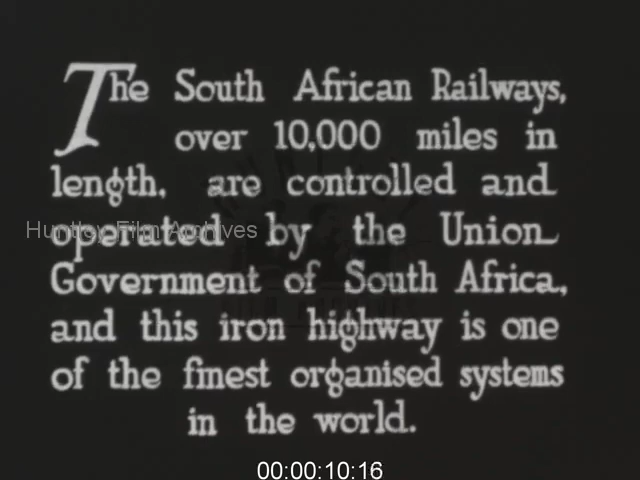 The South African Railways,
over 10,000 miles in
length, are controlled and
Huntley Film Archives
operated by the Union
Government of South Africa,
and this iron highway is one
of the finest organised systems
in the world.
00:00:10:16